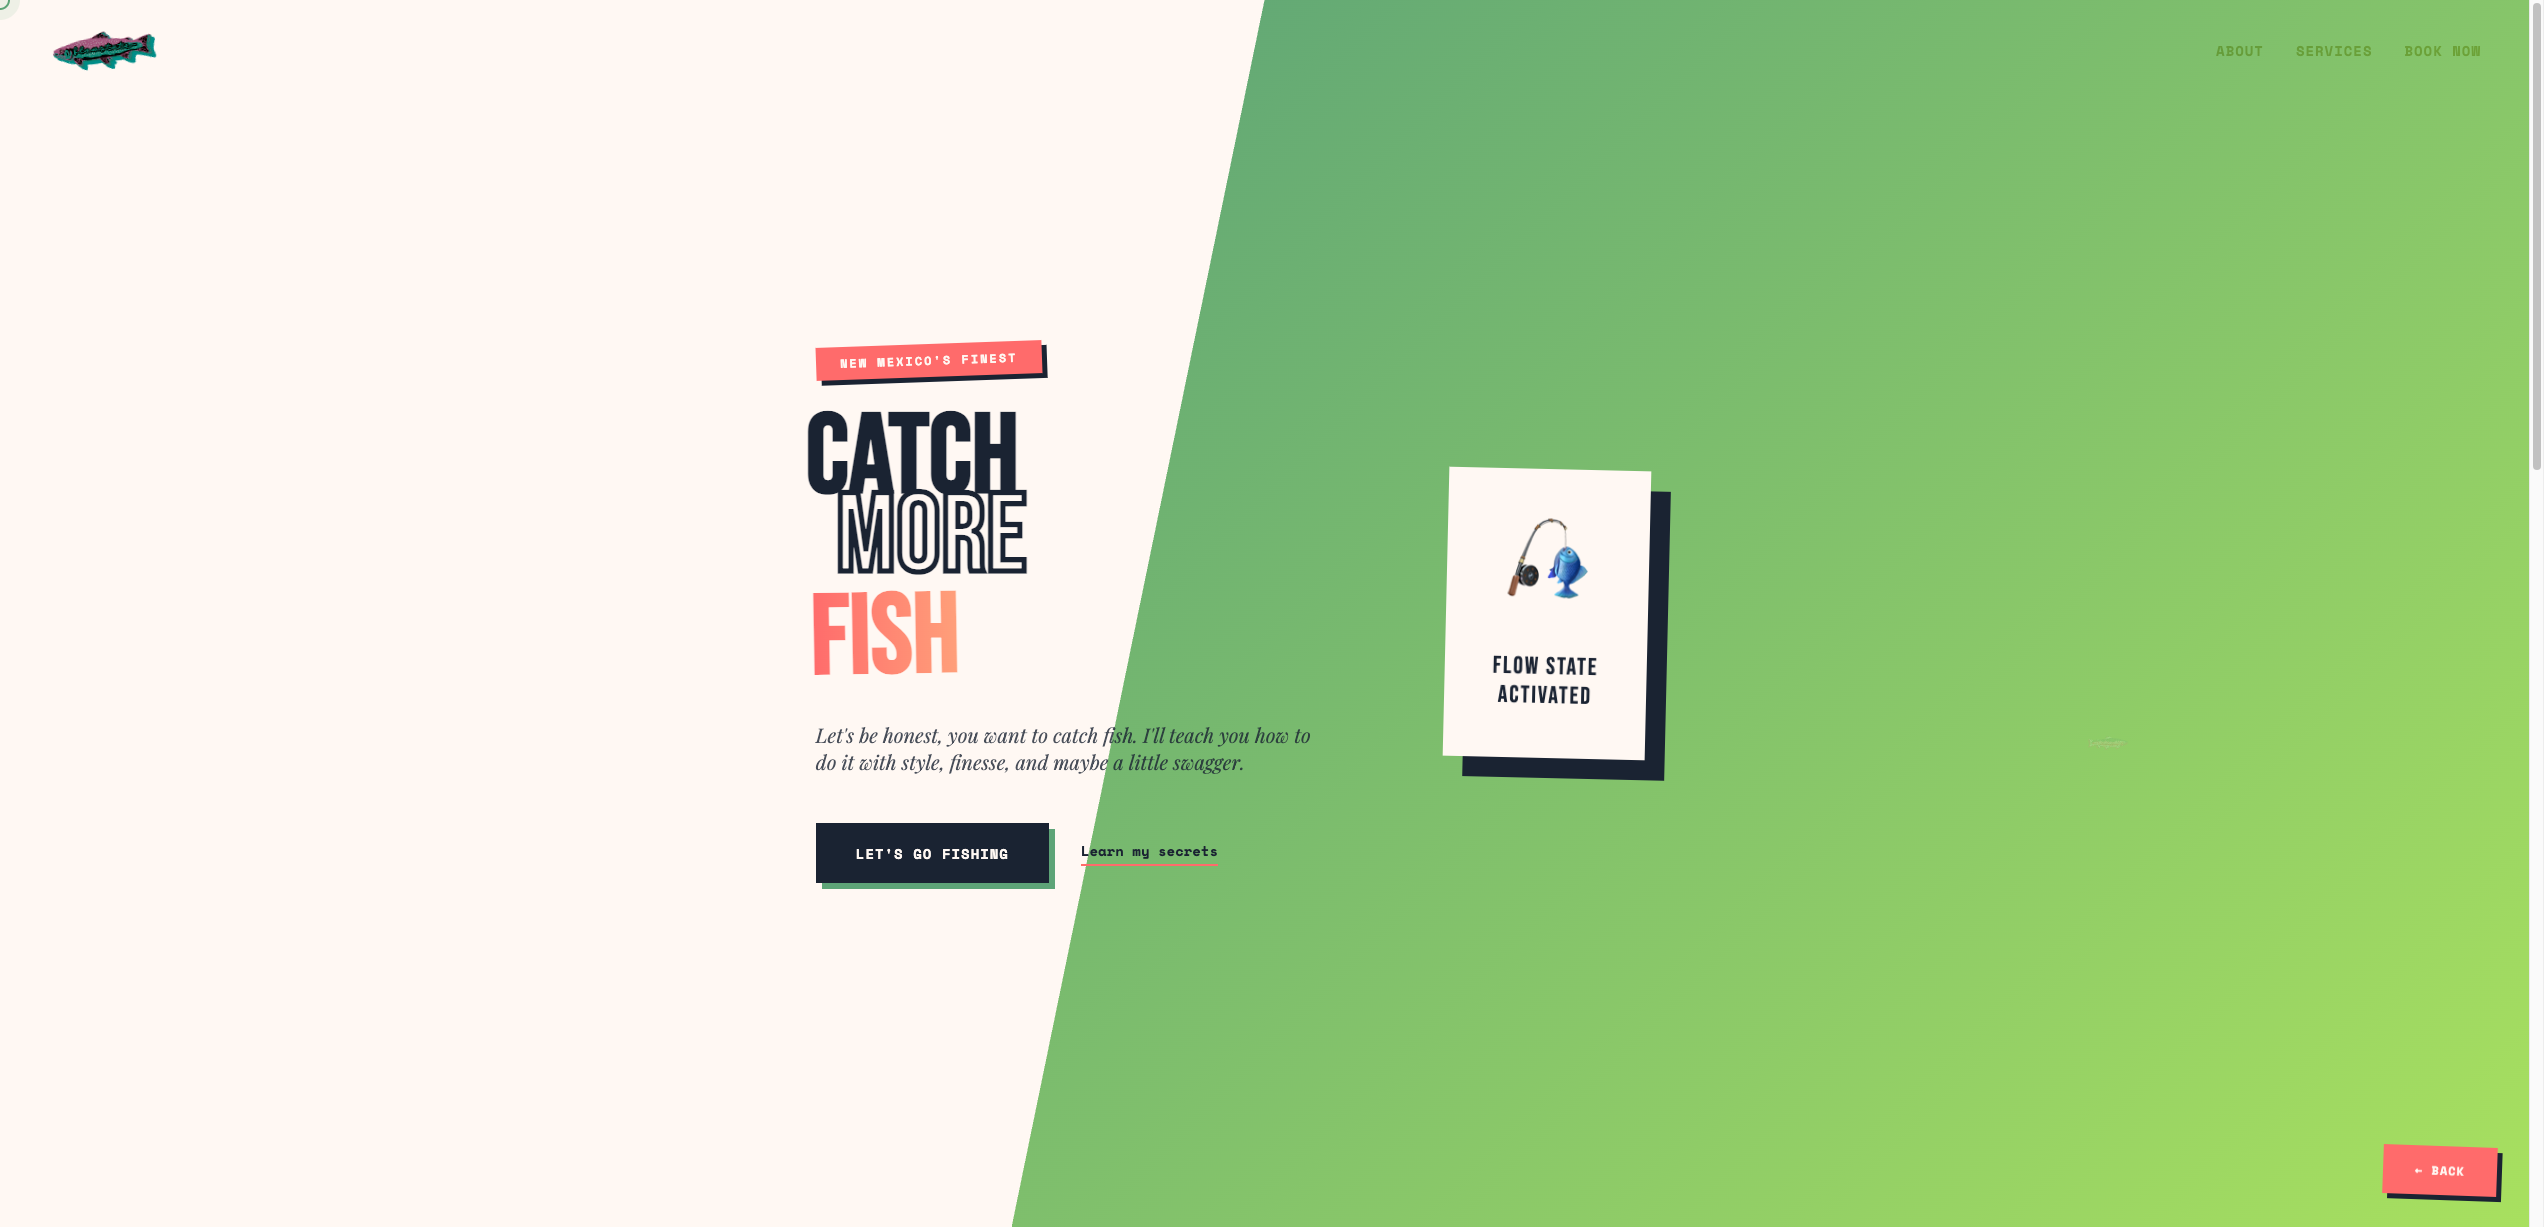 ABOUT SERVICES BOOK NOW
NEW MEXICO'S FINEST
CATCH
MORE
FISH
Let's be honest, you want to catch fish. I'll teach you how to
do it with style, finesse, and maybe a little swagger.
LET'S GO FISHING
Learn my secrets
FLOW STATE
ACTIVATED
← BACK